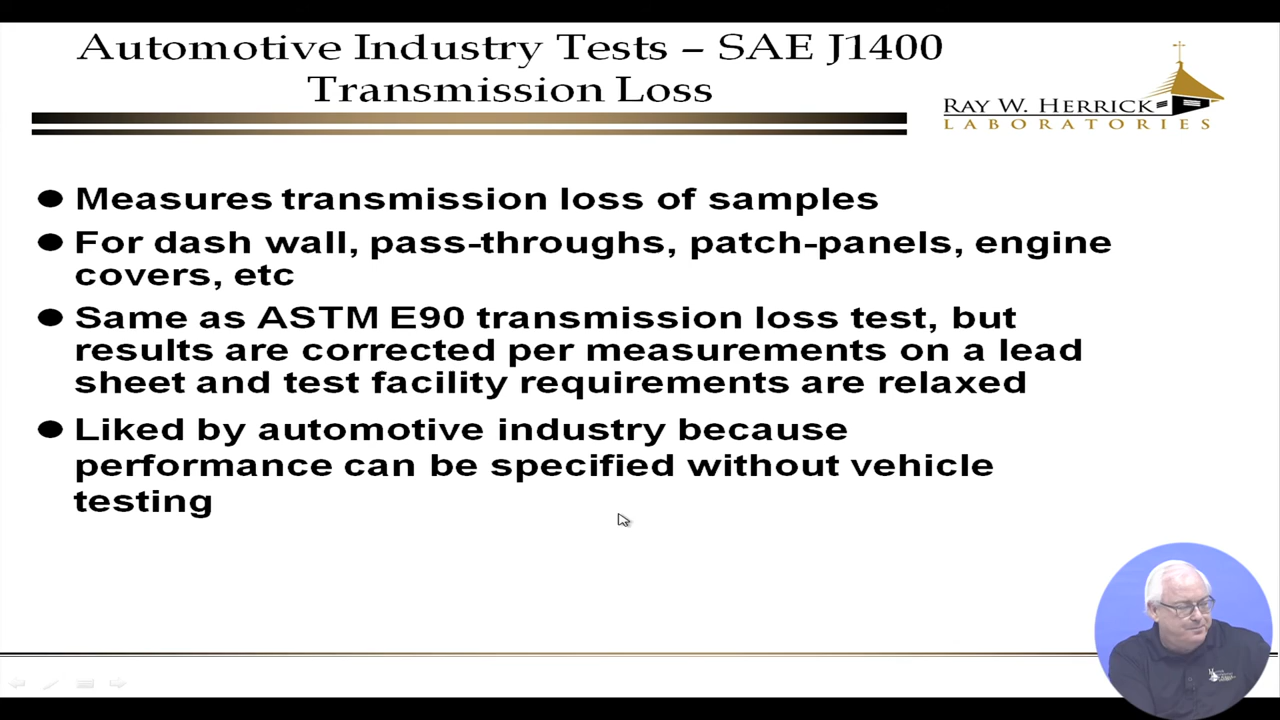 Automotive Industry Tests – SAE J1400
Transmission Loss
RAY W. HERRICK
LABORATORIES
Measures transmission loss of samples
For dash wall, pass-throughs, patch-panels, engine
covers, etc
Same as ASTM E90 transmission loss test, but
results are corrected per measurements on a lead
sheet and test facility requirements are relaxed
Liked by automotive industry because
performance can be specified without vehicle
testing